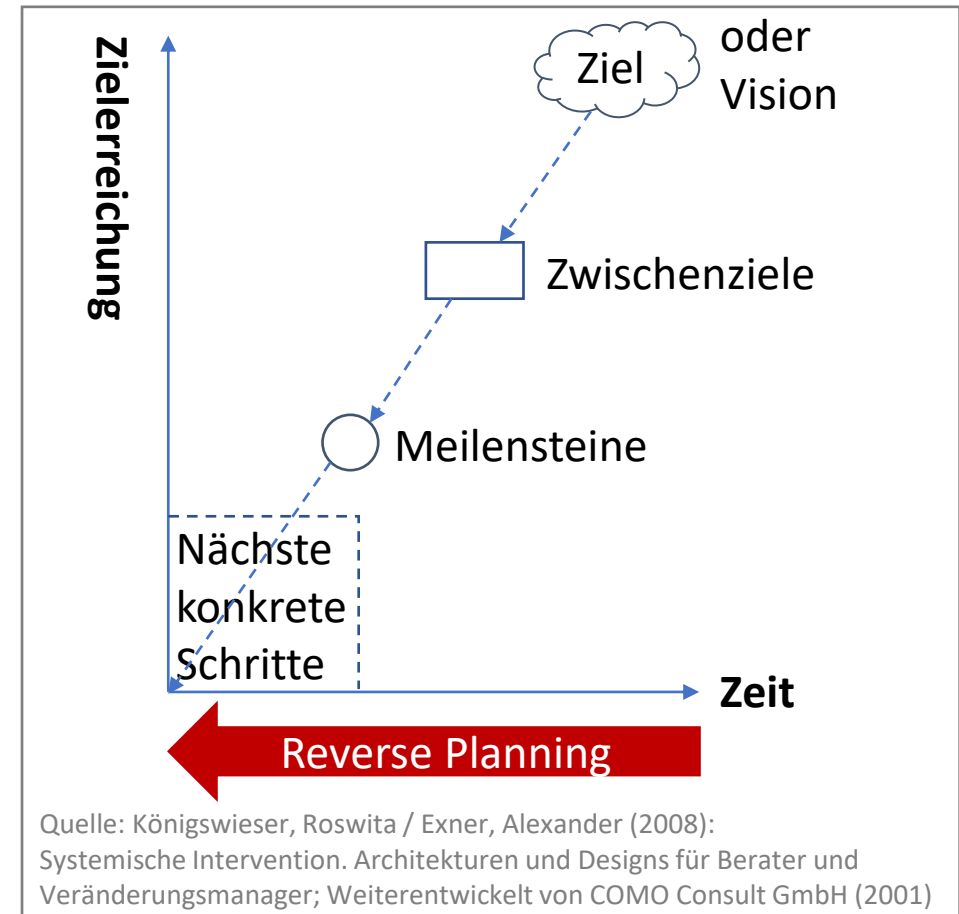 Zielerreichung
Ziel
oder
Vision
Zwischenziele
Meilensteine
Nächste
konkrete
Schritte
Zeit
Reverse Planning
Quelle: Königswieser, Roswita / Exner, Alexander (2008):
Systemische Intervention. Architekturen und Designs für Berater und
Veränderungsmanager; Weiterentwickelt von COMO Consult GmbH (2001)